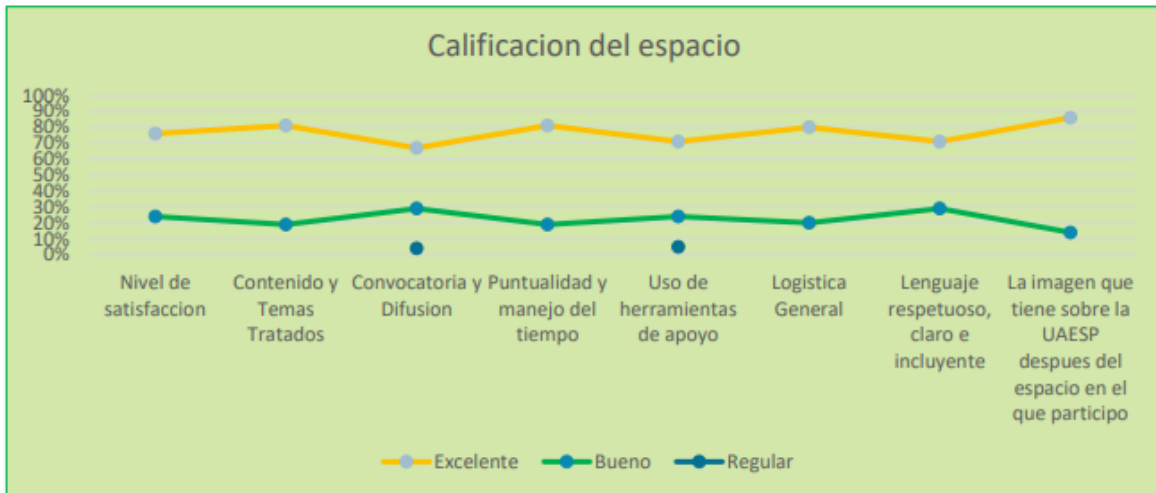 Calificacion del espacio
100%
90%
80%
70%
60%
50%
40%
30%
20%
10%
0%
Nivel de
satisfaccion
Contenido y
Temas
Tratados
Convocatoria y
Difusion
Puntualidad y
manejo del
tiempo
Uso de
herramientas
de apoyo
Logistica
General
Lenguaje
respetuoso,
claro e
incluyente
La imagen que
tiene sobre la
UAESP
despues del
espacio en el
que participo
Excelente
Bueno
Regular